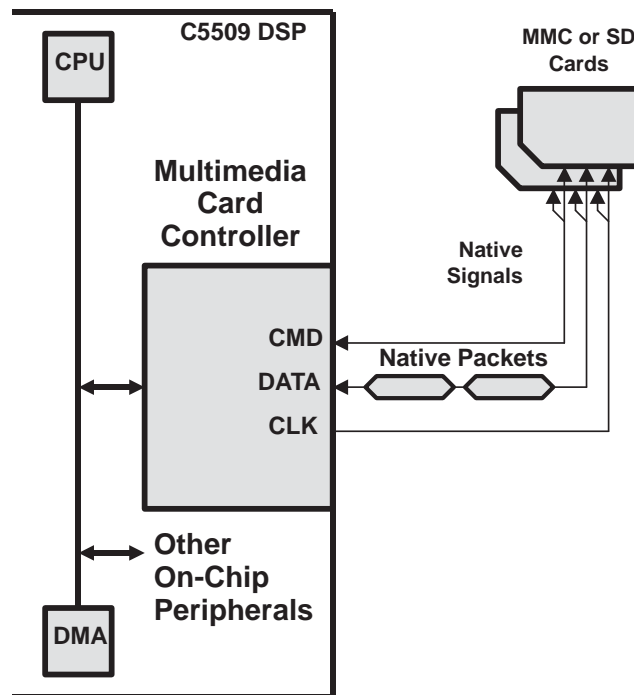 C5509 DSP
CPU
MMC or SD
Cards
Multimedia
Card
Controller
Native
Signals
CMD
Native Packets
DATA
CLK
Other
On-Chip
Peripherals
DMA